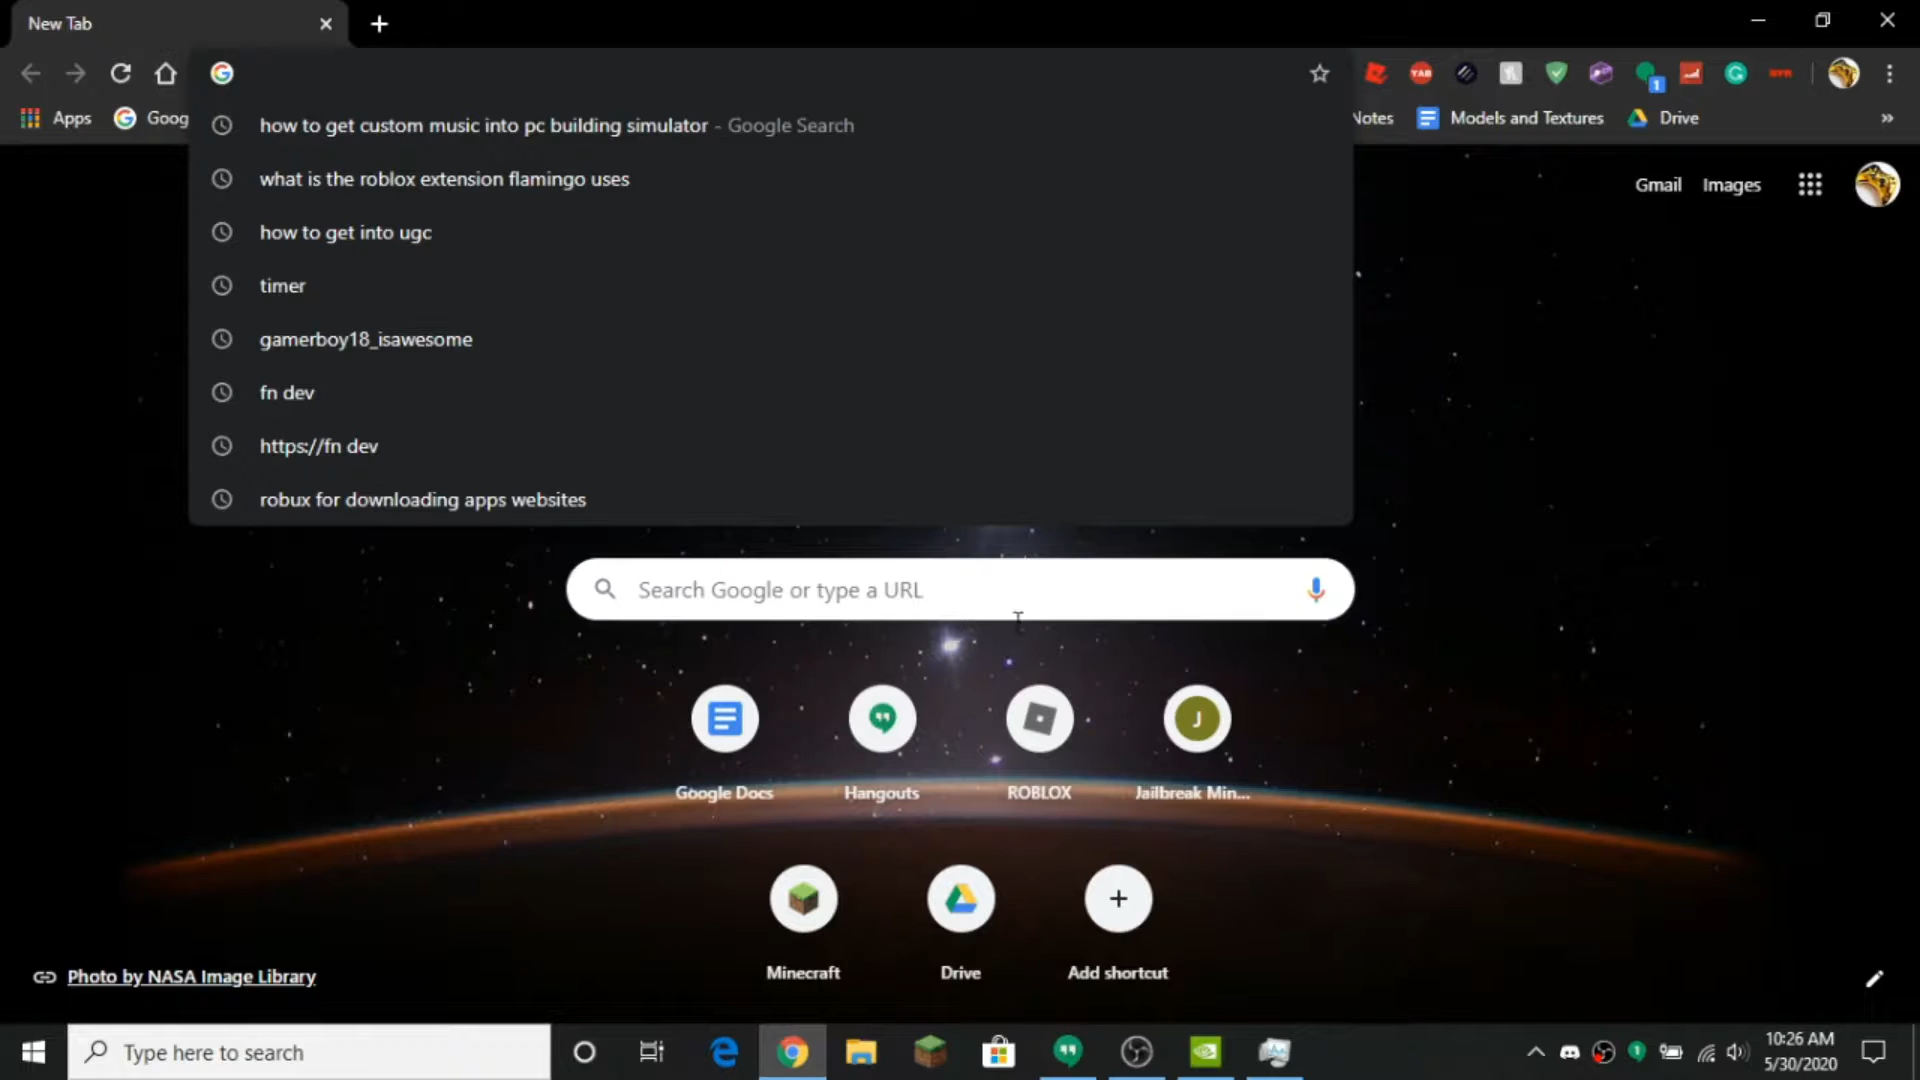 New Tab
Apps
Goog
Notes
Models and Textures
Drive
»
how to get custom music into pc building simulator - Google Search
what is the roblox extension flamingo uses
how to get into ugc
timer
gamerboy18_isawesome
fn dev
https://fn dev
robux for downloading apps websites
Gmail
Images
Search Google or type a URL
Google Docs
Hangouts
ROBLOX
J
Jailbreak Min...
Minecraft
Drive
Add shortcut
Photo by NASA Image Library
Type here to search
10:26 AM
5/30/2020